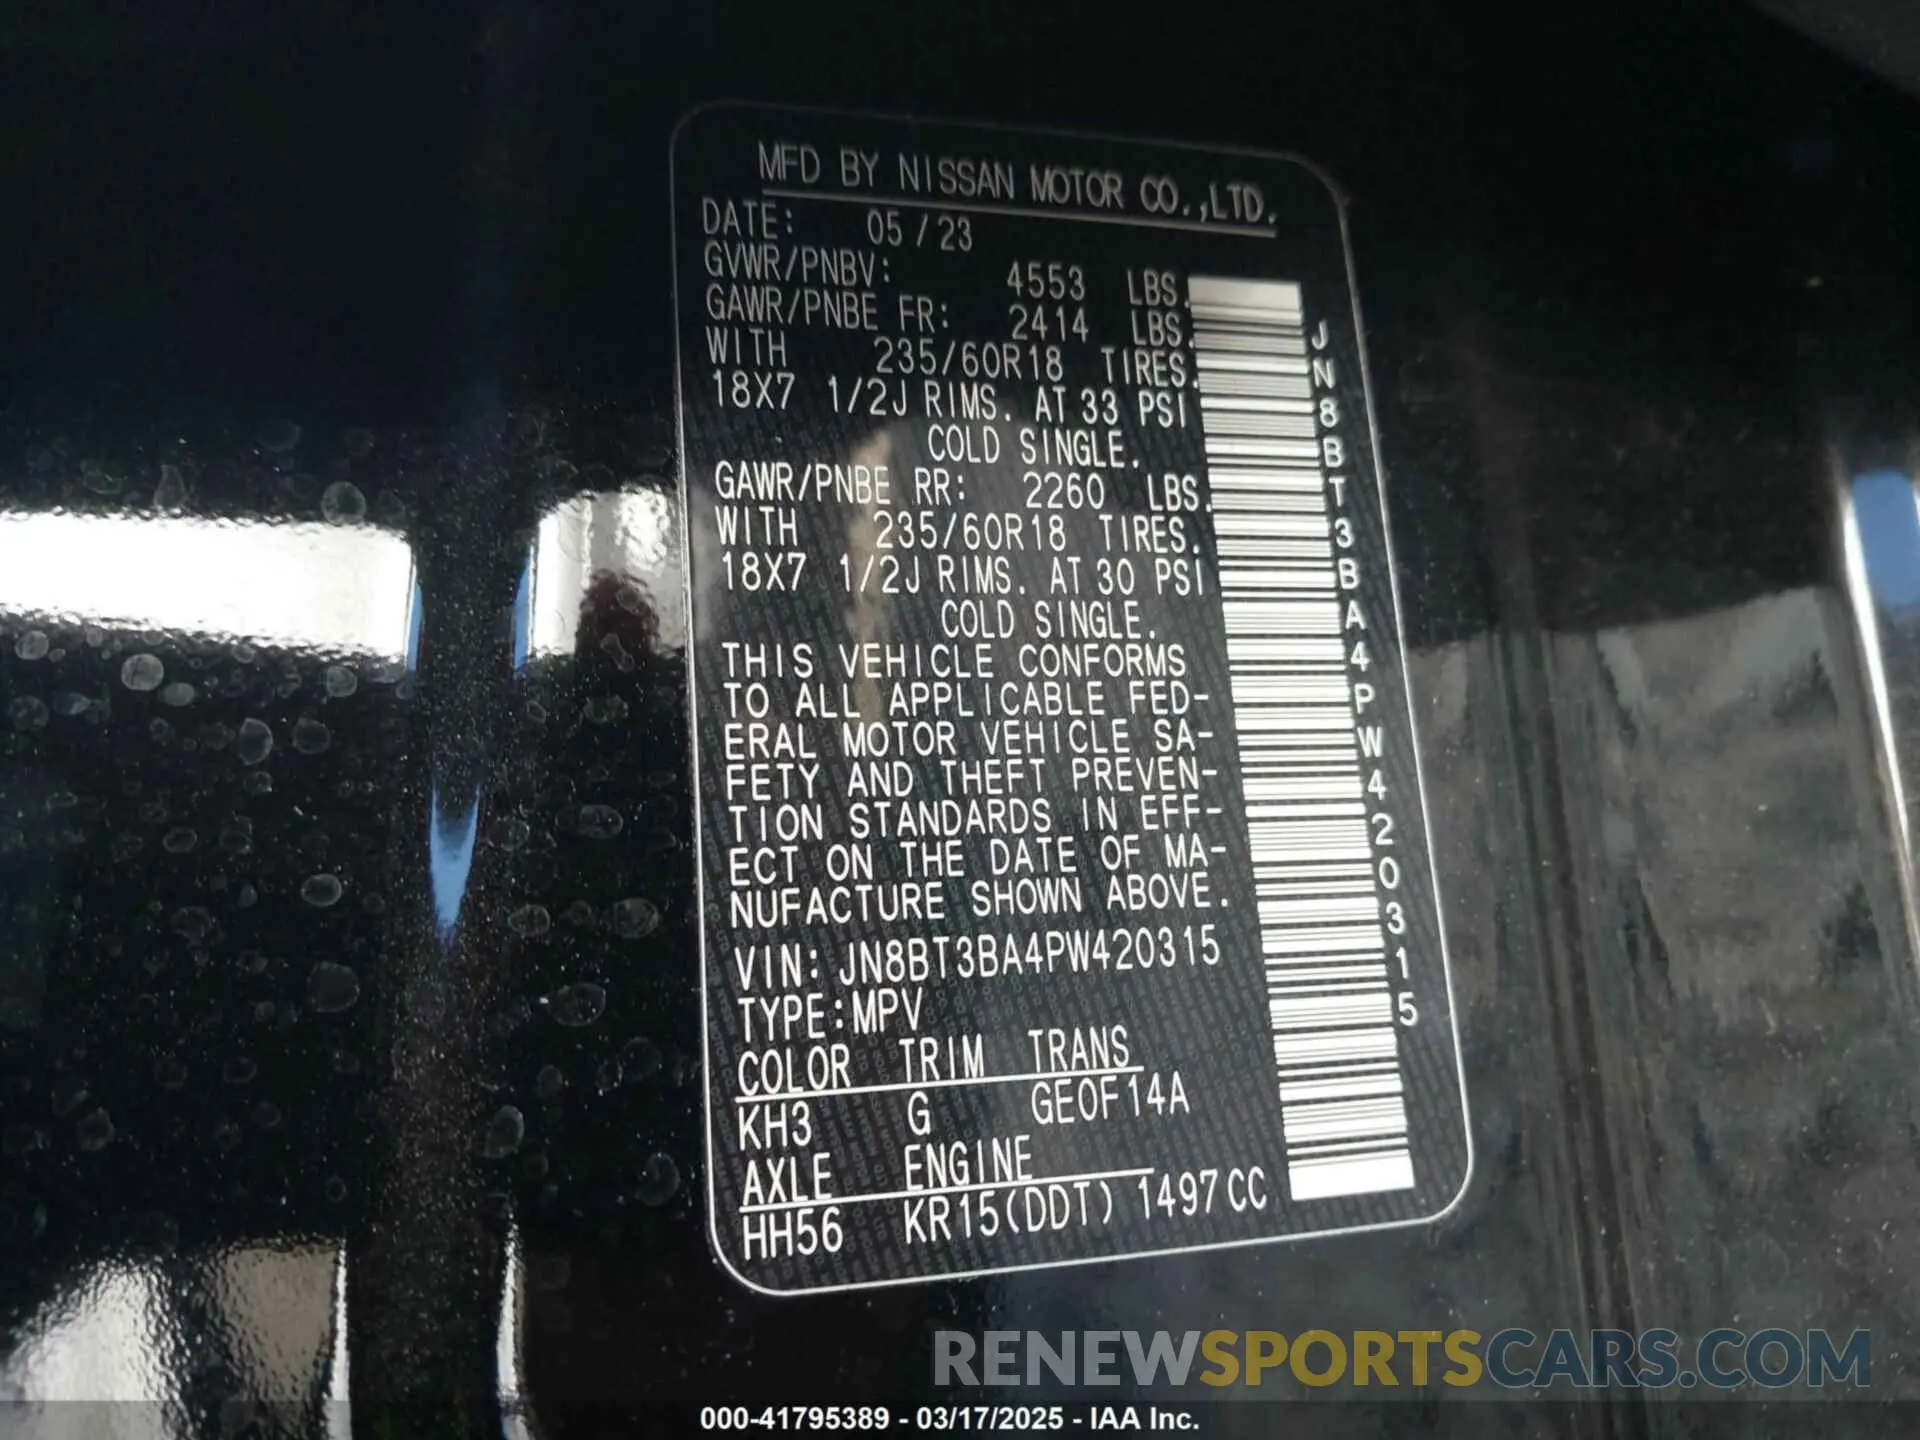 MFD BY NISSAN MOTOR CO.,LTD.
DATE: 05/23
GVWR/PNBV: 4553 LBS.
GAWR/PNBE FR: 2414 LBS.
WITH 235/60R18 TIRES.
18X7 1/2J RIMS. AT 33 PSI
COLD SINGLE.
GAWR/PNBE RR: 2260 LBS.
WITH 235/60R18 TIRES.
18X7 1/2J RIMS. AT 30 PSI
COLD SINGLE.
THIS VEHICLE CONFORMS
TO ALL APPLICABLE FED-
ERAL MOTOR VEHICLE SA-
FETY AND THEFT PREVEN-
TION STANDARDS IN EFF-
ECT ON THE DATE OF MA-
NUFACTURE SHOWN ABOVE.
VIN: JN8BT3BA4PW420315
TYPE:MPV
COLOR TRIM TRANS
KH3 G GE0F14A
AXLE ENGINE
HH56 KR15(DDT) 1497CC
JN8BT3BA4PW420315
RENEWSPORTSCARS.COM
000-41795389 - 03/17/2025 - IAA Inc.